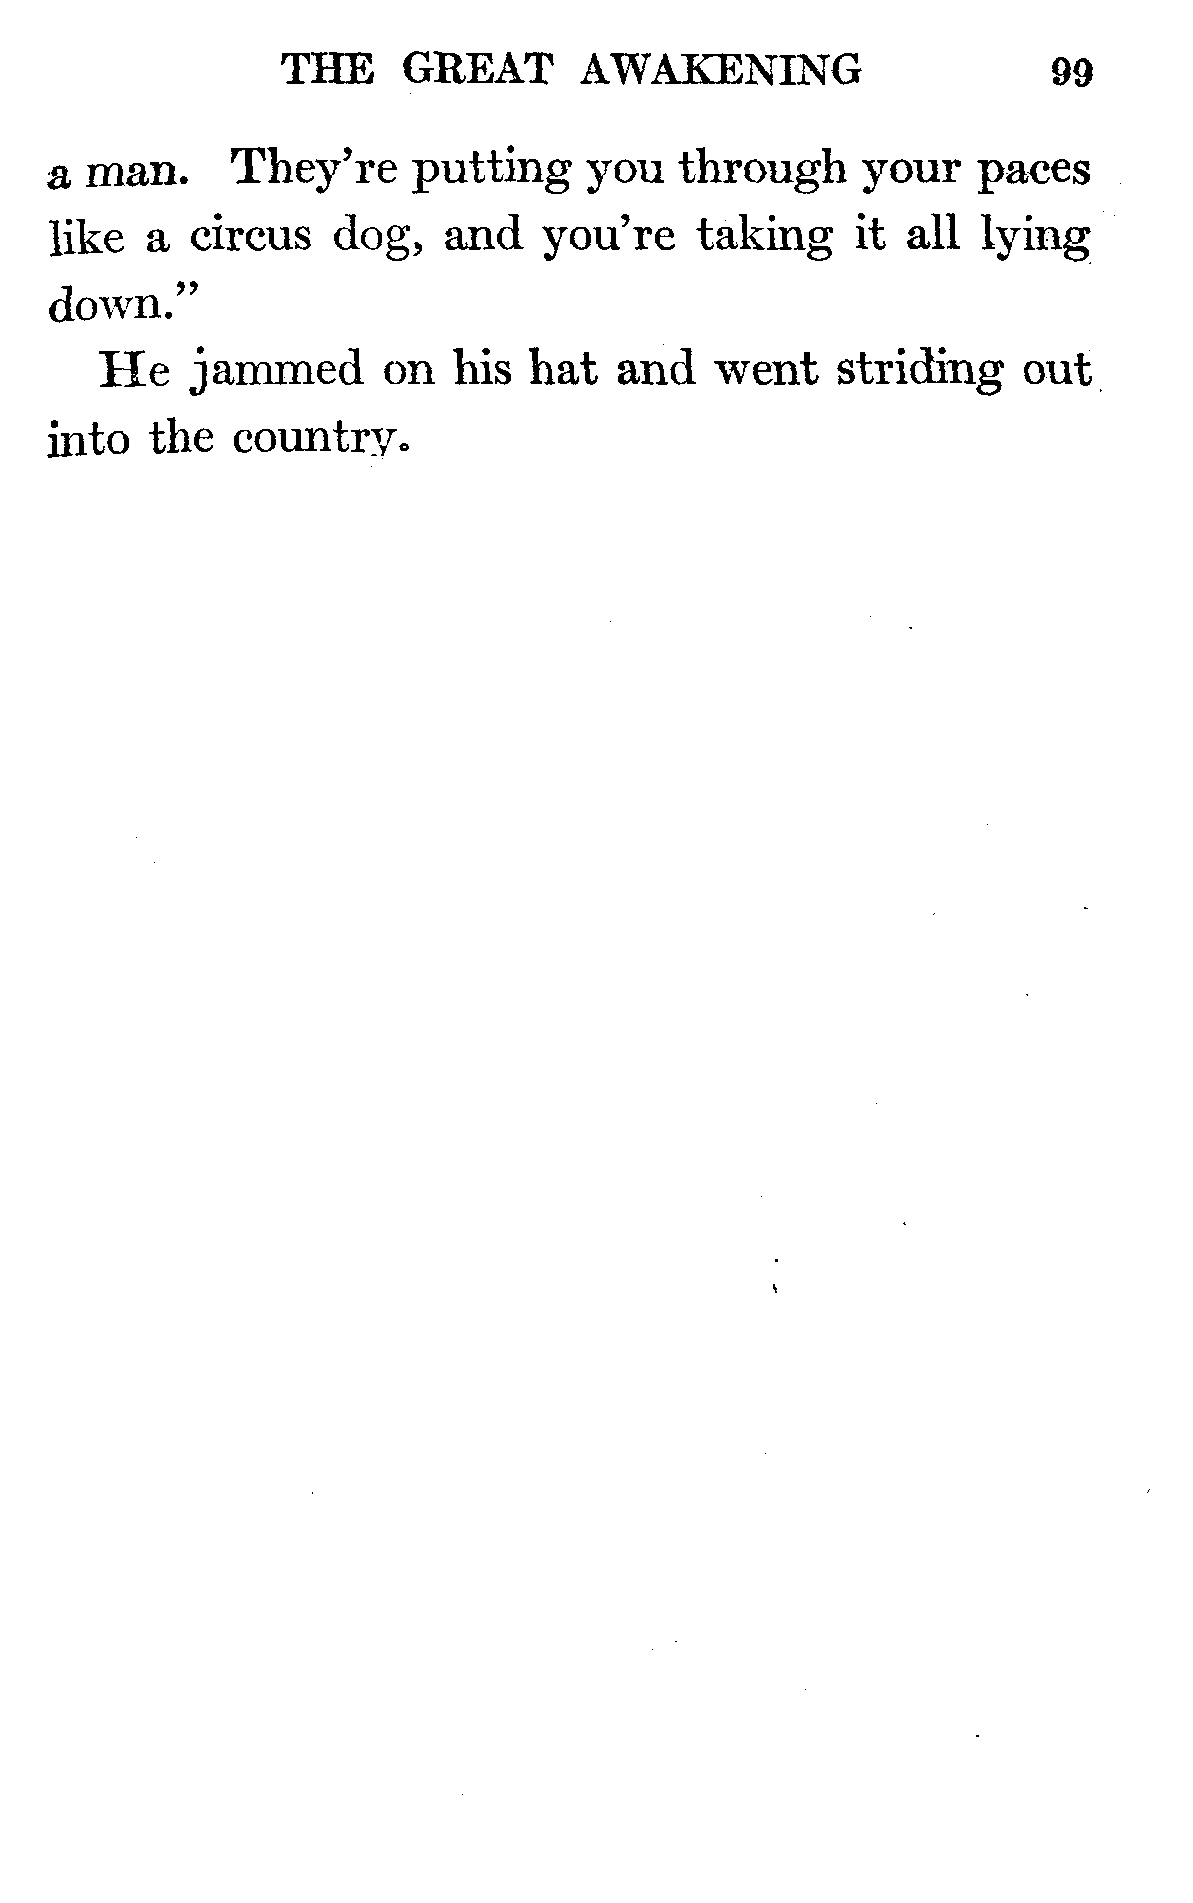 THE GREAT AWAKENING 99
a man. They're putting you through your paces
like a circus dog, and you're taking it all lying
down."
He jammed on his hat and went striding out
into the country.